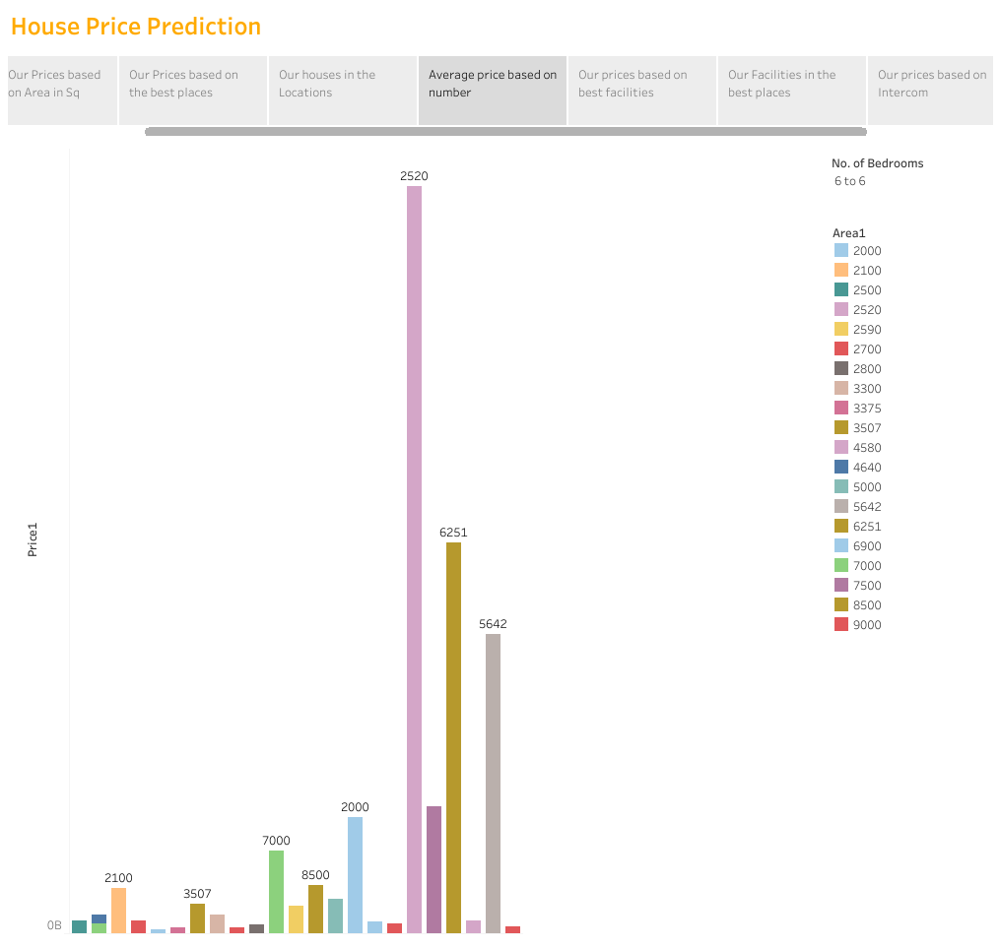 House Price Prediction
Our Prices based
on Area in Sq
Our Prices based on
the best places
Our houses in the
Locations
Average price based on
number
Our prices based on
best facilities
Our Facilities in the
best places
Our prices based on
Intercom
No. of Bedrooms
6 to 6
Area1
2000
2100
2500
2520
2590
2700
2800
3300
3375
3507
4580
4640
5000
5642
6251
6900
7000
7500
8500
9000
Price1
0B
2100
3507
7000
8500
2000
2520
6251
5642